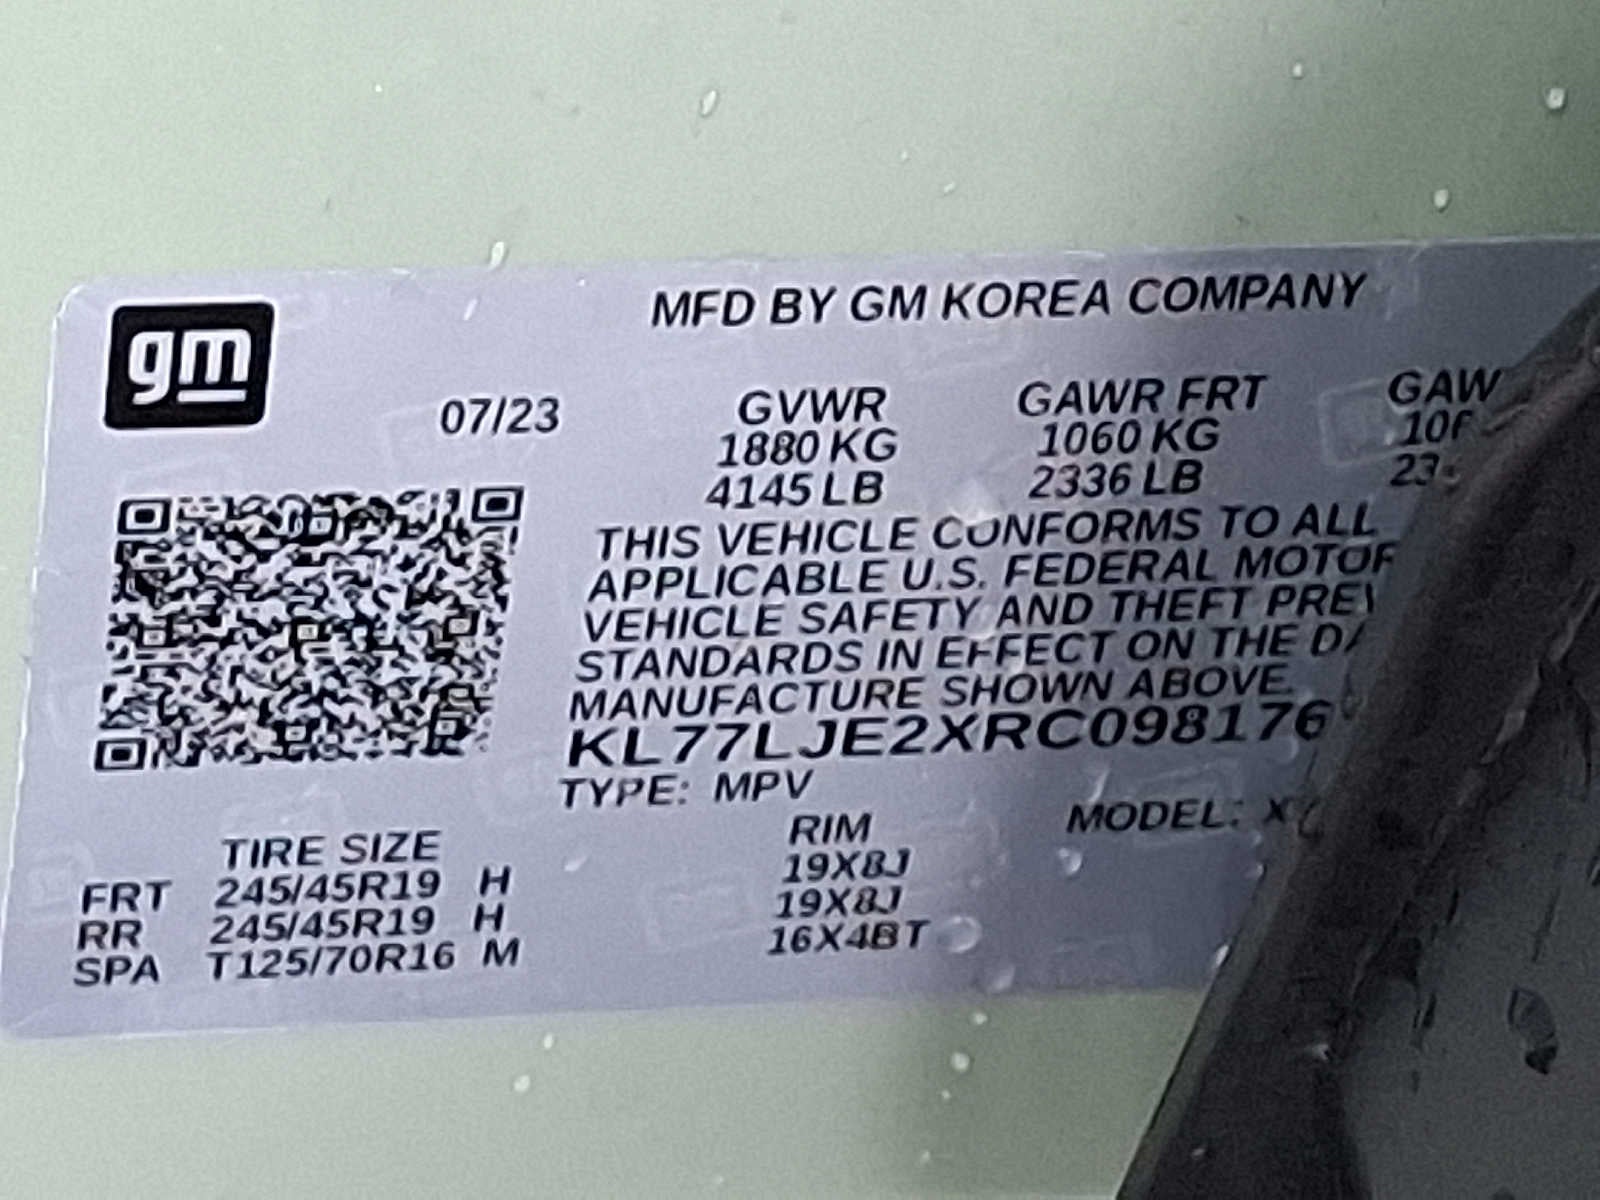 gm
MFD BY GM KOREA COMPANY
07/23 GVWR GAWR FRT
1880 KG 1060 KG
4145 LB 2336 LB
THIS VEHICLE CONFORMS TO ALL
APPLICABLE U.S. FEDERAL MOTOR
VEHICLE SAFETY AND THEFT
STANDARDS IN EFFECT ON THE
MANUFACTURE SHOWN ABOVE
KL77LJE2XRC098176
TYPE: MPV
MODEL:
TIRE SIZE RIM
FRT 245/45R19 H 19X8J
RR 245/45R19 H 19X8J
SPA T125/70R16 M 16X4BT